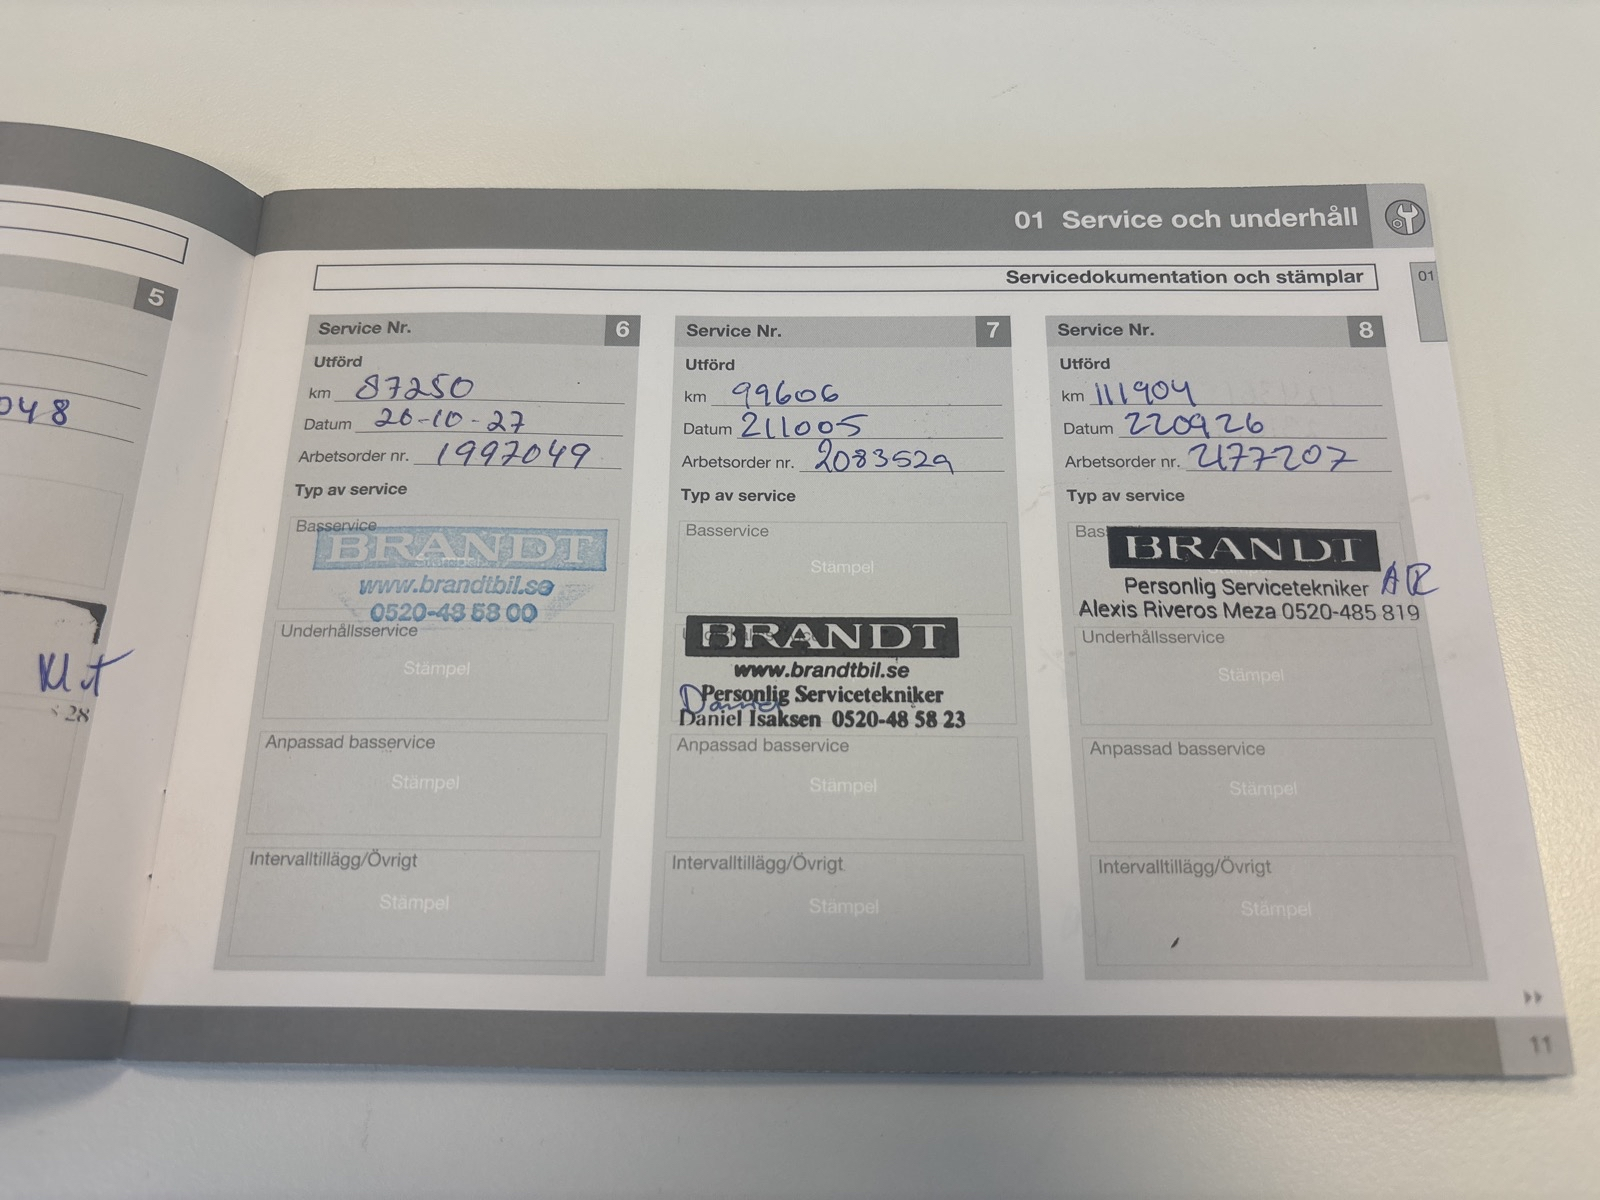 5
048
Kl t
28
01 Service och underhåll
Servicedokumentation och stämplar
01
Service Nr. 6
Utförd
km 87250
Datum 20-10-27
Arbetsorder nr. 1997049
Typ av service
Basservice
Stämpel
BRANDT
www.brandtbil.se
0520-48 58 00
Underhållsservice
Stämpel
Anpassad basservice
Stämpel
Intervalltillägg/Övrigt
Stämpel
Service Nr. 7
Utförd
km 99606
Datum 211005
Arbetsorder nr. 2083529
Typ av service
Basservice
Stämpel
BRANDT
www.brandtbil.se
Personlig Servicetekniker
Daniel
Daniel Isaksen 0520-48 58 23
Anpassad basservice
Stämpel
Intervalltillägg/Övrigt
Stämpel
Service Nr. 8
Utförd
km 111904
Datum 220926
Arbetsorder nr. 2177207
Typ av service
Bas
BRANDT
Personlig Servicetekniker AR
Alexis Riveros Meza 0520-485 819
Underhållsservice
Stämpel
Anpassad basservice
Stämpel
Intervalltillägg/Övrigt
Stämpel
11